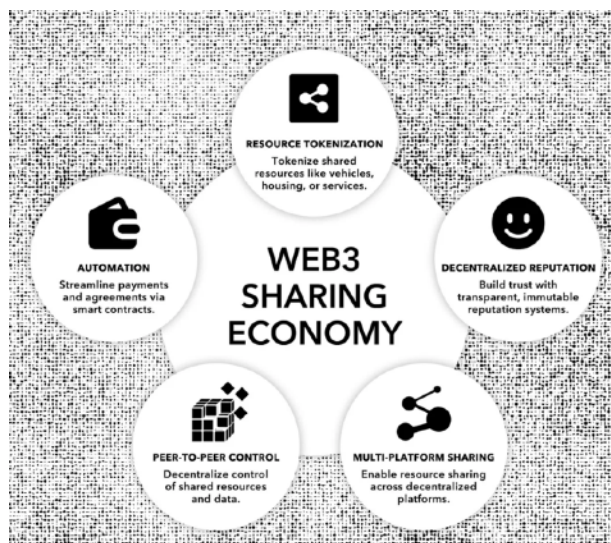 RESOURCE TOKENIZATION
Tokenize shared
resources like vehicles,
housing, or services.
AUTOMATION
Streamline payments
and agreements via
smart contracts.
WEB3
SHARING
ECONOMY
DECENTRALIZED REPUTATION
Build trust with
transparent, immutable
reputation systems.
PEER-TO-PEER CONTROL
Decentralize control
of shared resources
and data.
MULTI-PLATFORM SHARING
Enable resource sharing
across decentralized
platforms.